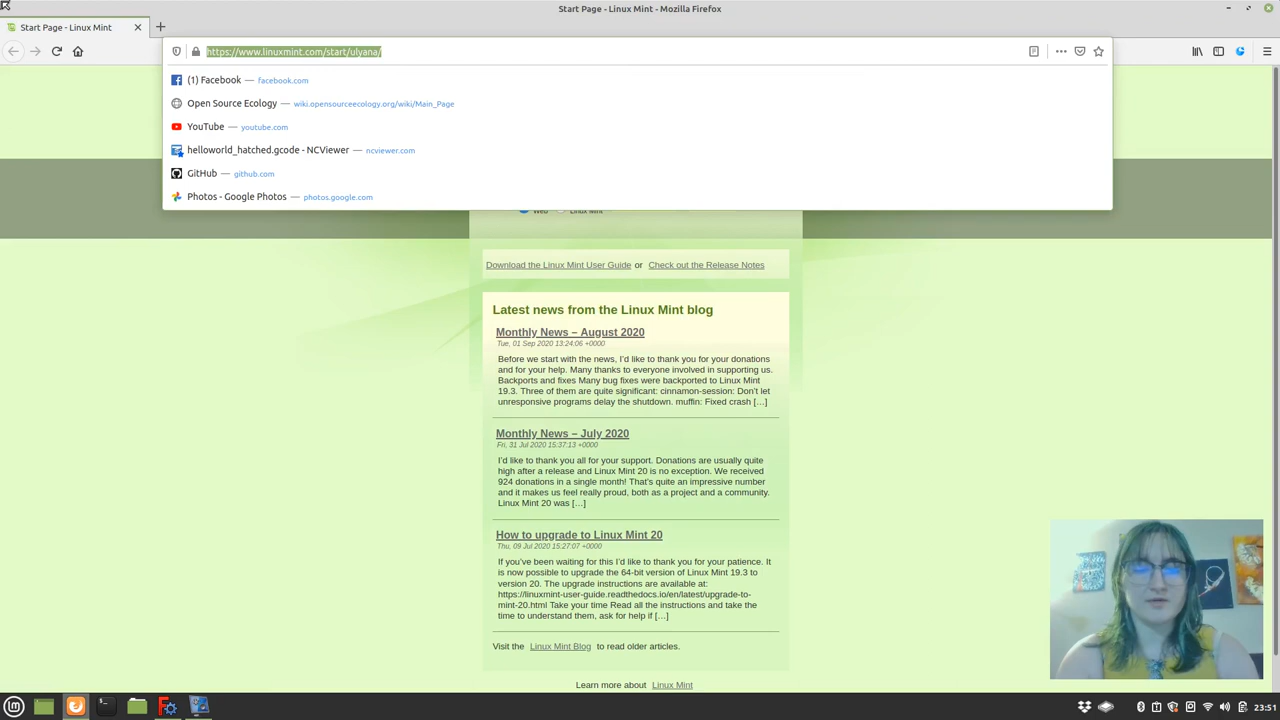 Start Page - Linux Mint - Mozilla Firefox
Start Page - Linux Mint
https://www.linuxmint.com/start/ulyana/
(1) Facebook — facebook.com
Open Source Ecology — wiki.opensourceecology.org/wiki/Main_Page
YouTube — youtube.com
helloworld_hatched.gcode - NCViewer — ncviewer.com
GitHub — github.com
Photos - Google Photos — photos.google.com
Web Linux Mint
Download the Linux Mint User Guide or Check out the Release Notes
Latest news from the Linux Mint blog
Monthly News – August 2020
Tue, 01 Sep 2020 13:24:06 +0000
Before we start with the news, I'd like to thank you for your donations
and for your help. Many thanks to everyone involved in supporting us.
Backports and fixes Many bug fixes were backported to Linux Mint
19.3. Three of them are quite significant: cinnamon-session: Don't let
unresponsive programs delay the shutdown. muffin: Fixed crash […]
Monthly News – July 2020
Fri, 31 Jul 2020 15:37:13 +0000
I'd like to thank you all for your support. Donations are usually quite
high after a release and Linux Mint 20 is no exception. We received
924 donations in a single month! That's quite an impressive number
and it makes us feel really proud, both as a project and a community.
Linux Mint 20 was […]
How to upgrade to Linux Mint 20
Thu, 09 Jul 2020 15:27:07 +0000
If you've been waiting for this I'd like to thank you for your patience. It
is now possible to upgrade the 64-bit version of Linux Mint 19.3 to
version 20. The upgrade instructions are available at:
https://linuxmint-user-guide.readthedocs.io/en/latest/upgrade-to-
mint-20.html Take your time Read all the instructions and take the
time to understand them, ask for help if […]
Visit the Linux Mint Blog to read older articles.
Learn more about Linux Mint
23:51